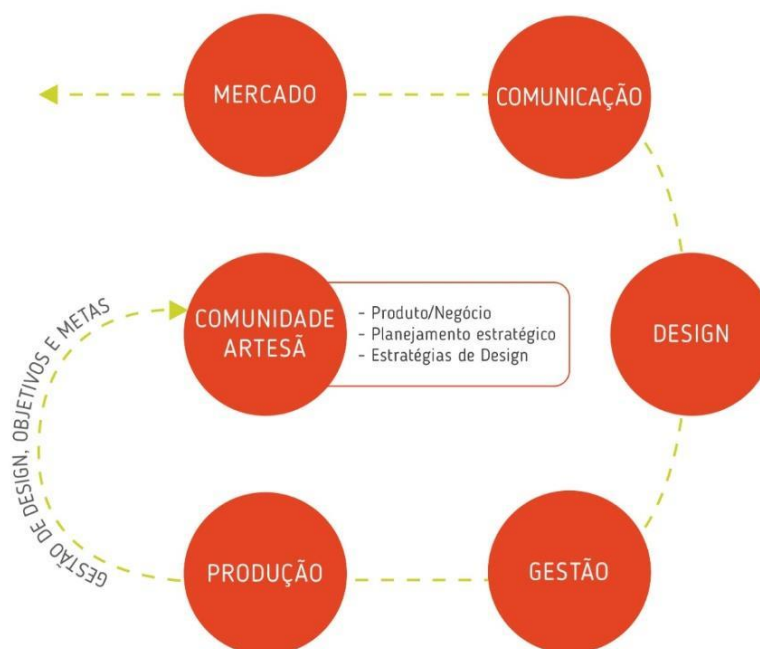 MERCADO
COMUNICAÇÃO
COMUNIDADE
ARTESÃ
- Produto/Negócio
- Planejamento estratégico
- Estratégias de Design
DESIGN
GESTÃO DE DESIGN, OBJETIVOS E METAS
PRODUÇÃO
GESTÃO